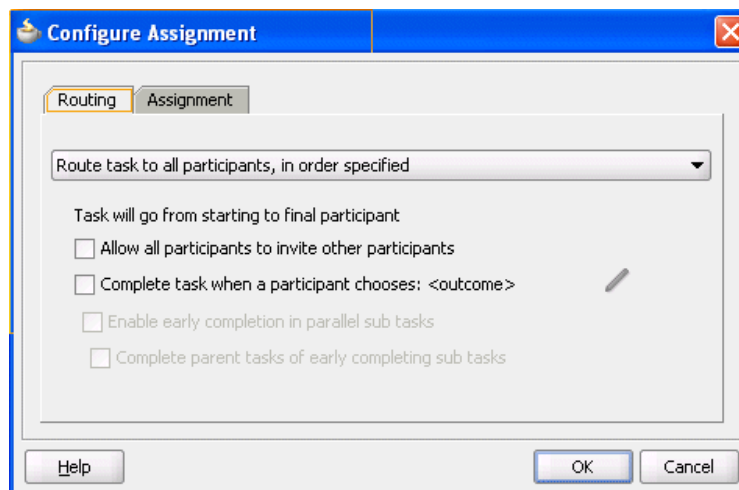 Configure Assignment
Routing
Assignment
Route task to all participants, in order specified
Task will go from starting to final participant
Allow all participants to invite other participants
Complete task when a participant chooses: <outcome>
Enable early completion in parallel sub tasks
Complete parent tasks of early completing sub tasks
Help
OK
Cancel